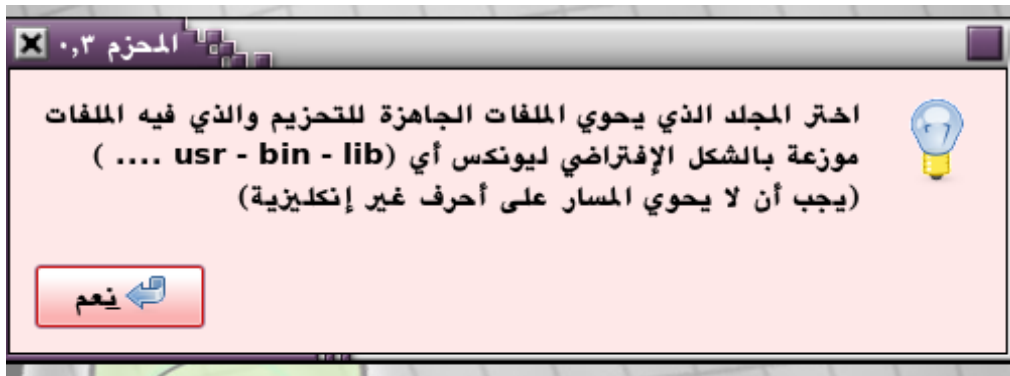 المحزم ٠,٣
اختر المجلد الذي يحوي الملفات الجاهزة للتحزيم والذي فيه الملفات
موزعة بالشكل الإفتراضي ليونكس أي (usr - bin - lib .... )
(يجب أن لا يحوي المسار على أحرف غير إنكليزية)
نعم